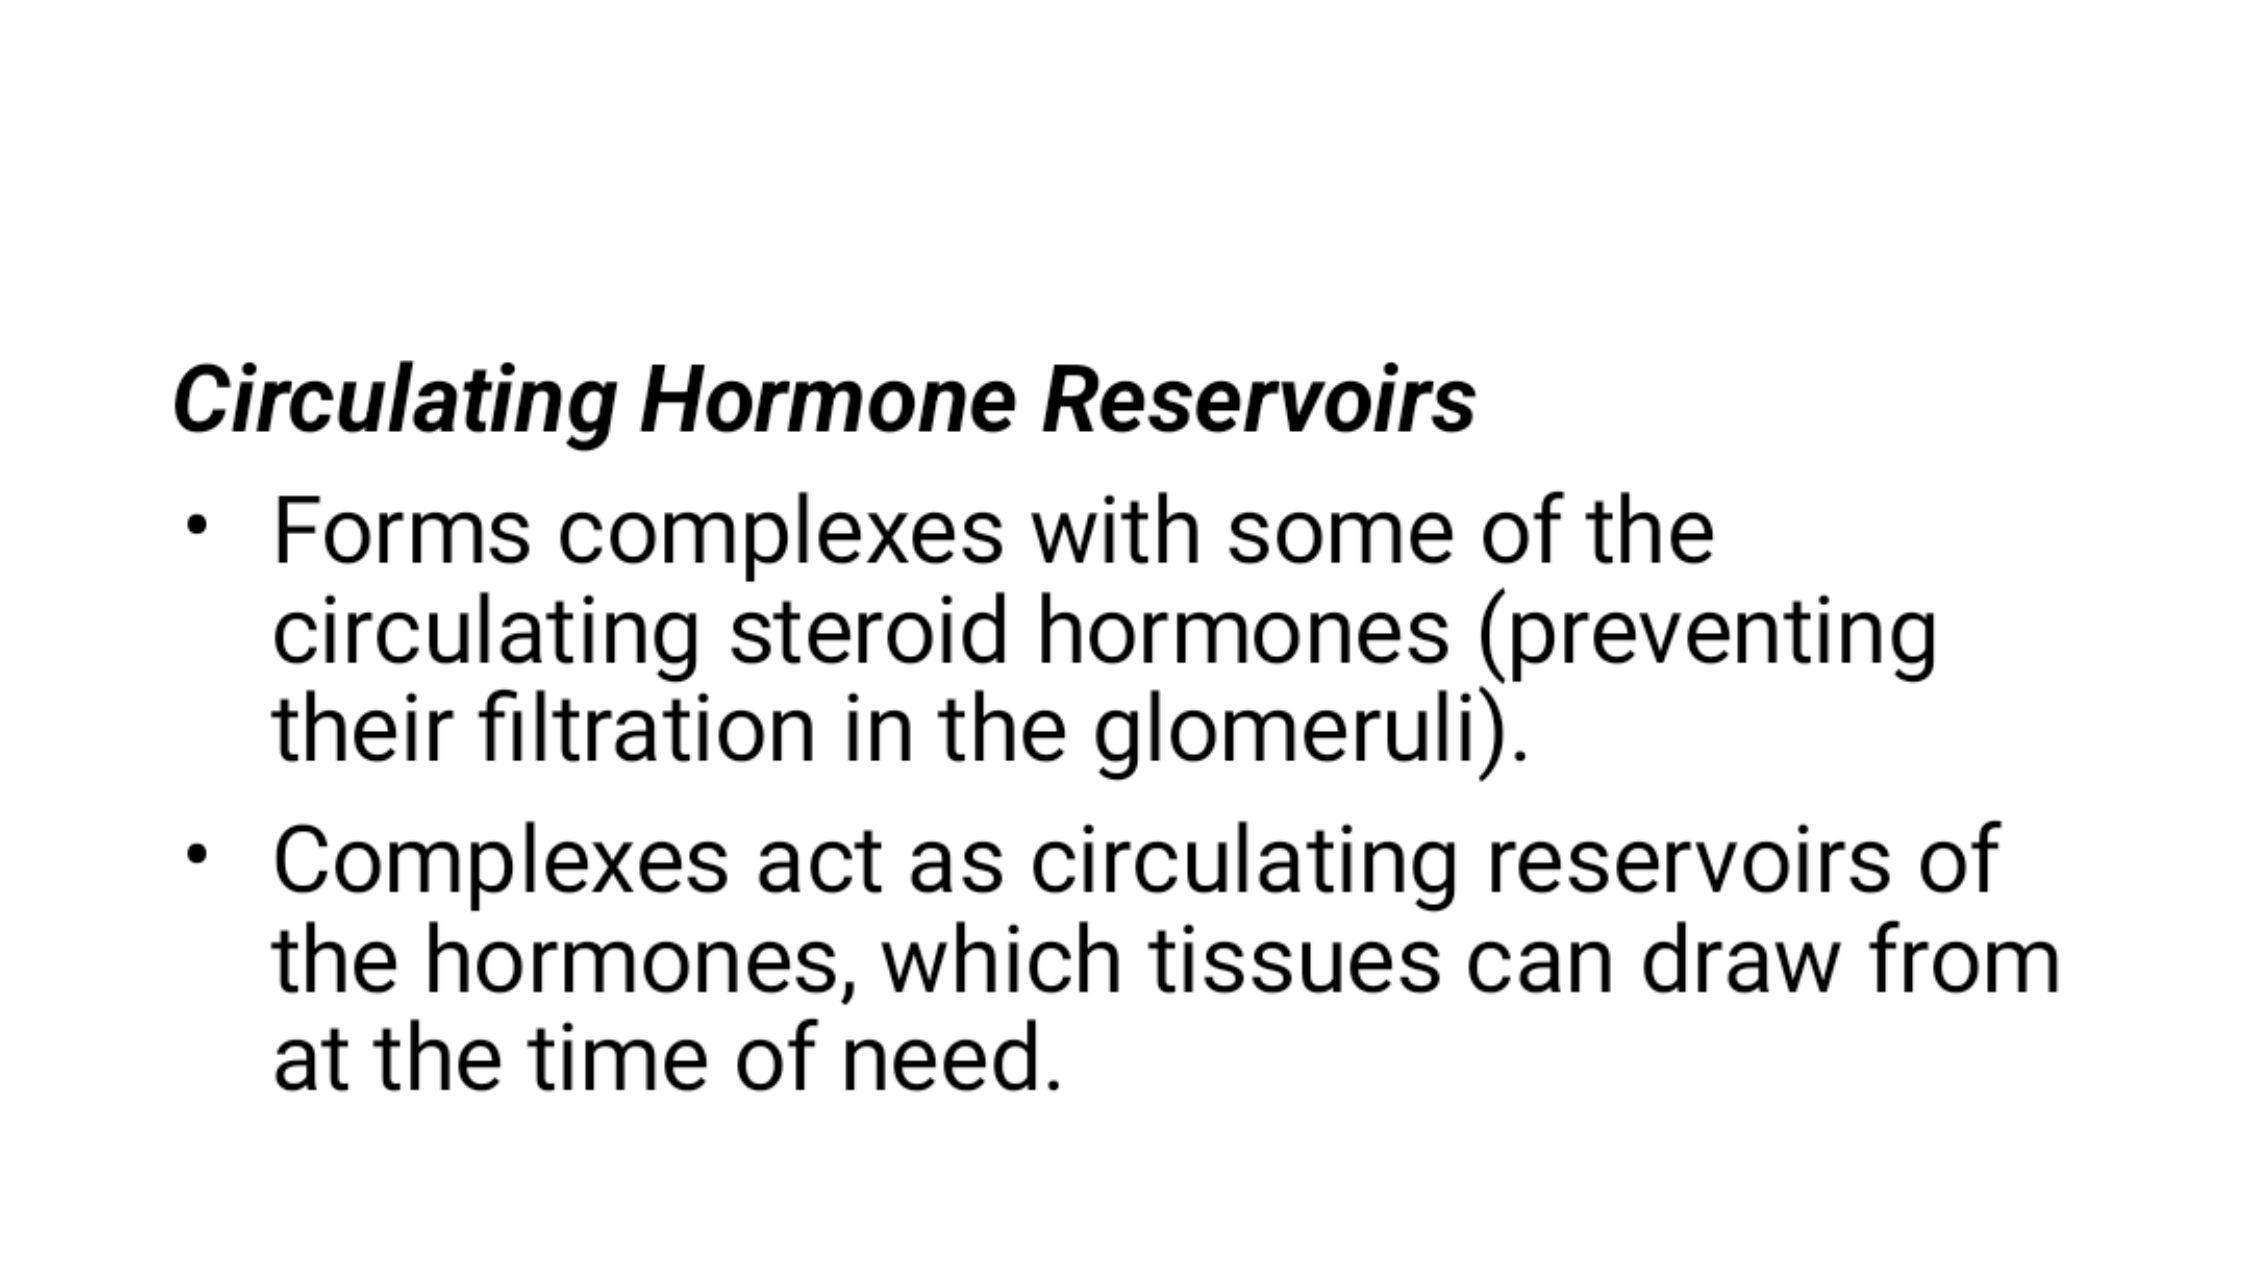 Circulating Hormone Reservoirs
• Forms complexes with some of the
circulating steroid hormones (preventing
their filtration in the glomeruli).
• Complexes act as circulating reservoirs of
the hormones, which tissues can draw from
at the time of need.